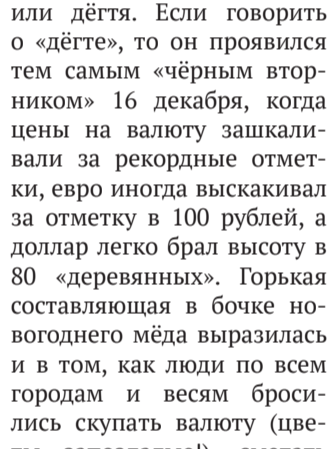 или дёгтя. Если говорить
о «дёгте», то он проявился
тем самым «чёрным втор-
ником» 16 декабря, когда
цены на валюту зашкали-
вали за рекордные отмет-
ки, евро иногда выскакивал
за отметку в 100 рублей, а
доллар легко брал высоту в
80 «деревянных». Горькая
составляющая в бочке но-
вогоднего мёда выразилась
и в том, как люди по всем
городам и весям броси-
лись скупать валюту (цве-